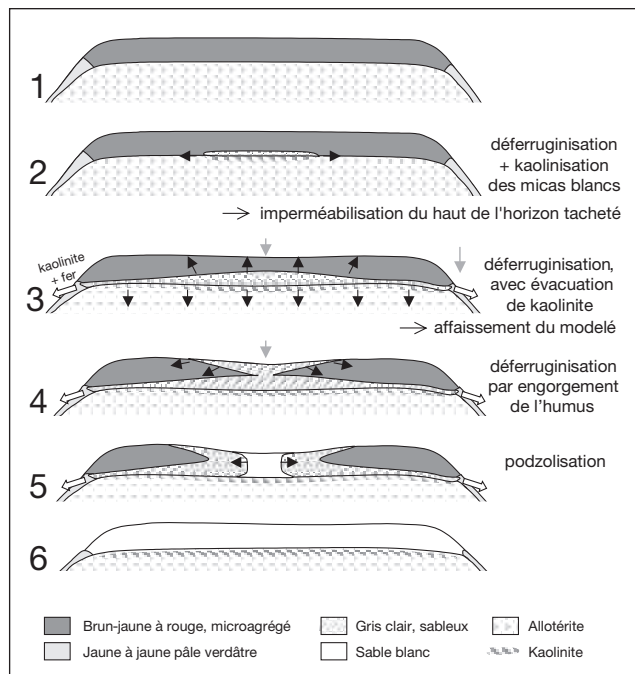 1
2
déferruginisation
+ kaolinisation
des micas blancs
→ imperméabilisation du haut de l'horizon tacheté
3
kaolinite
+ fer
déferruginisation,
avec évacuation
de kaolinite
→ affaissement du modelé
4
déferruginisation
par engorgement
de l'humus
5
podzolisation
6
Brun-jaune à rouge, microagrégé
Gris clair, sableux
Allotérite
Jaune à jaune pâle verdâtre
Sable blanc
Kaolinite